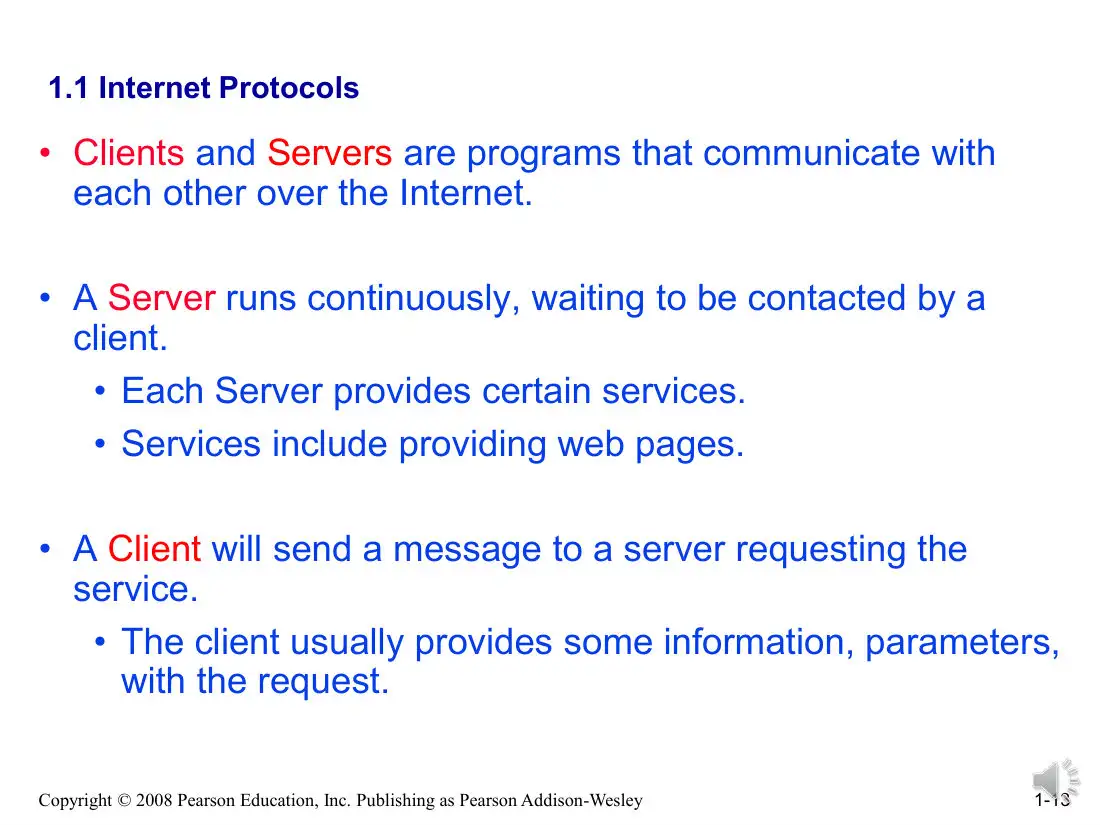 1.1 Internet Protocols
• Clients and Servers are programs that communicate with
each other over the Internet.
• A Server runs continuously, waiting to be contacted by a
client.
• Each Server provides certain services.
• Services include providing web pages.
• A Client will send a message to a server requesting the
service.
• The client usually provides some information, parameters,
with the request.
Copyright © 2008 Pearson Education, Inc. Publishing as Pearson Addison-Wesley
1-13